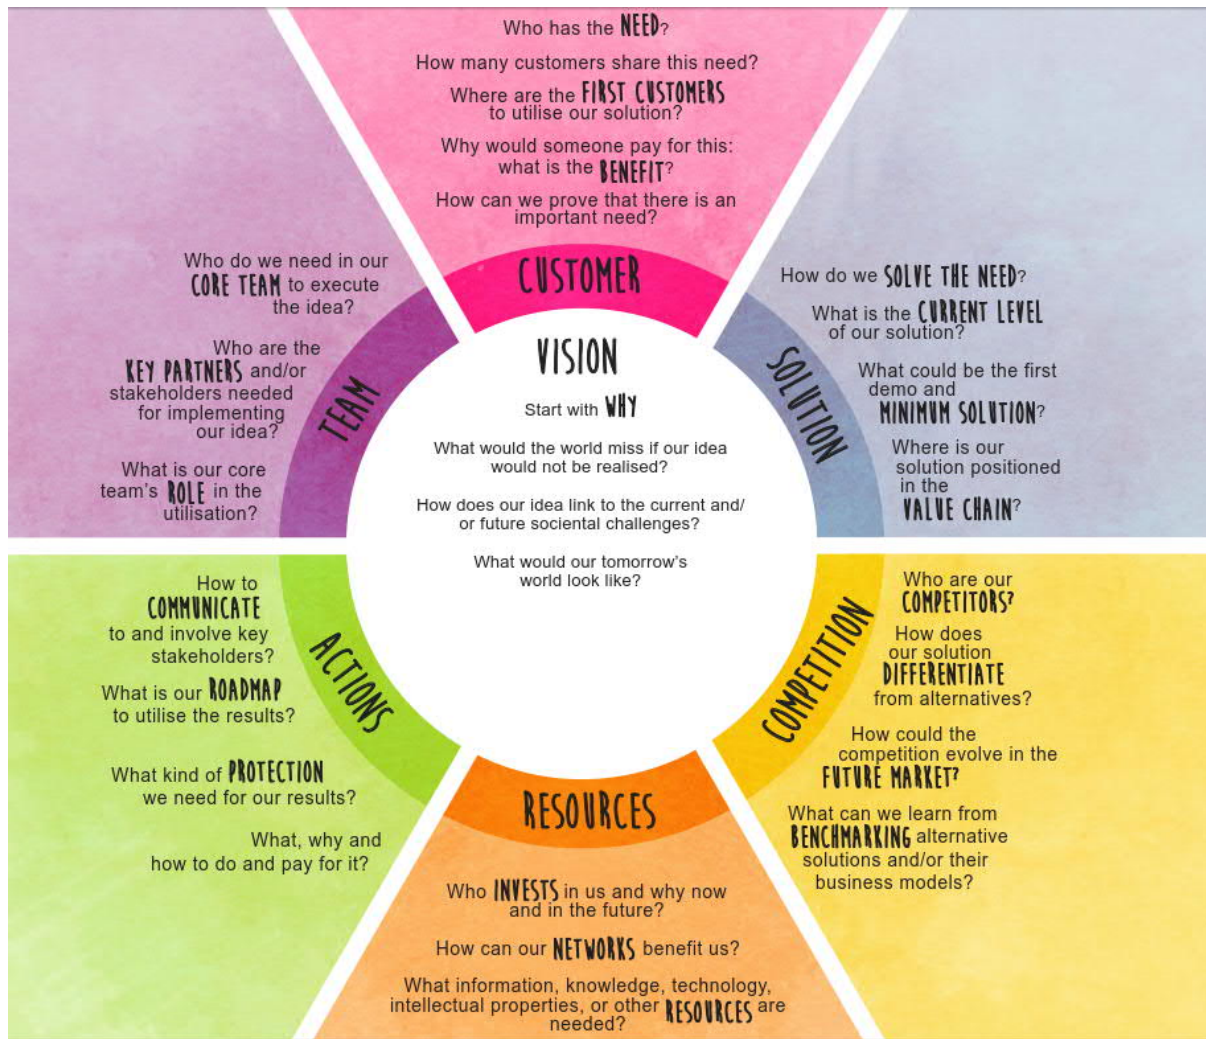 Who has the NEED?
How many customers share this need?
Where are the FIRST CUSTOMERS
to utilise our solution?
Why would someone pay for this:
what is the BENEFIT?
How can we prove that there is an
important need?
CUSTOMER
How do we SOLVE THE NEED?
What is the CURRENT LEVEL
of our solution?
What could be the first
demo and
MINIMUM SOLUTION?
Where is our
solution positioned
in the
VALUE CHAIN?
SOLUTION
Who are our
COMPETITORS?
How does
our solution
DIFFERENTIATE
from alternatives?
How could the
competition evolve in the
FUTURE MARKET?
What can we learn from
BENCHMARKING alternative
solutions and/or their
business models?
COMPETITION
RESOURCES
Who INVESTS in us and why now
and in the future?
How can our NETWORKS benefit us?
What information, knowledge, technology,
intellectual properties, or other RESOURCES are
needed?
How to
COMMUNICATE
to and involve key
stakeholders?
What is our ROADMAP
to utilise the results?
What kind of PROTECTION
we need for our results?
What, why and
how to do and pay for it?
ACTIONS
Who do we need in our
CORE TEAM to execute
the idea?
Who are the
KEY PARTNERS and/or
stakeholders needed
for implementing
our idea?
What is our core
team's ROLE in the
utilisation?
TEAM
VISION
Start with WHY
What would the world miss if our idea
would not be realised?
How does our idea link to the current and/
or future sociental challenges?
What would our tomorrow's
world look like?